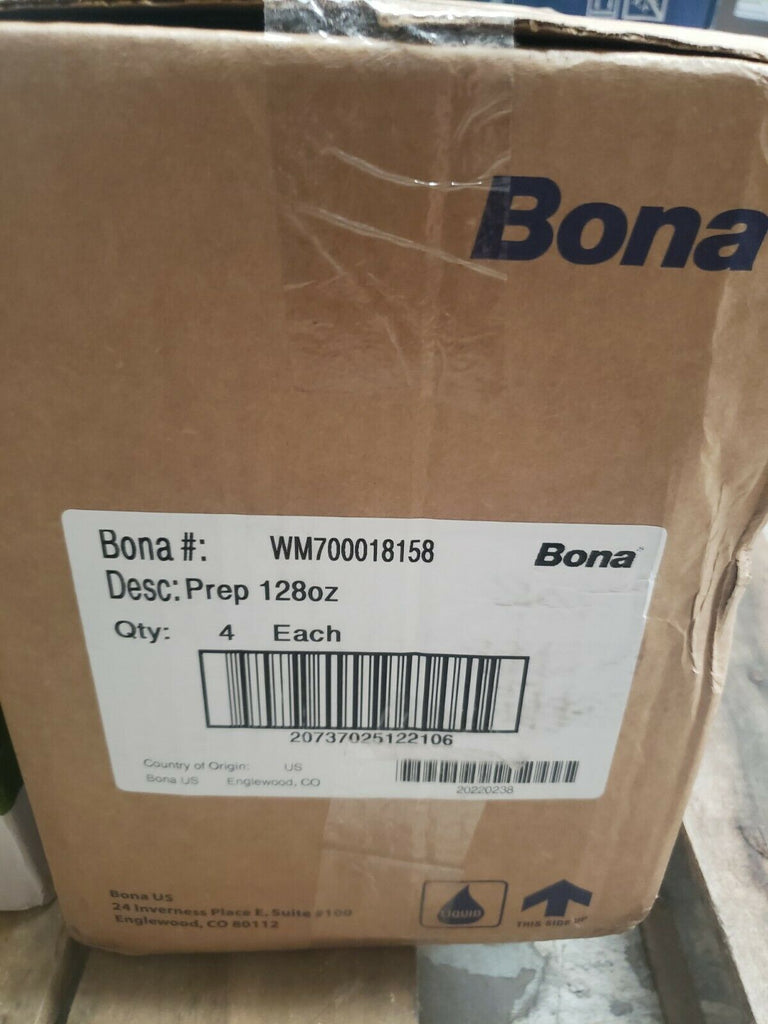 Bona
Bona #: WM700018158 Bona
Desc: Prep 128oz
Qty: 4 Each
20737025122106
Country of Origin: US
Bona US Englewood, CO
20220238
Bona US
24 Inverness Place E, Suite #100
Englewood, CO 80112
LIQUID
THIS SIDE UP